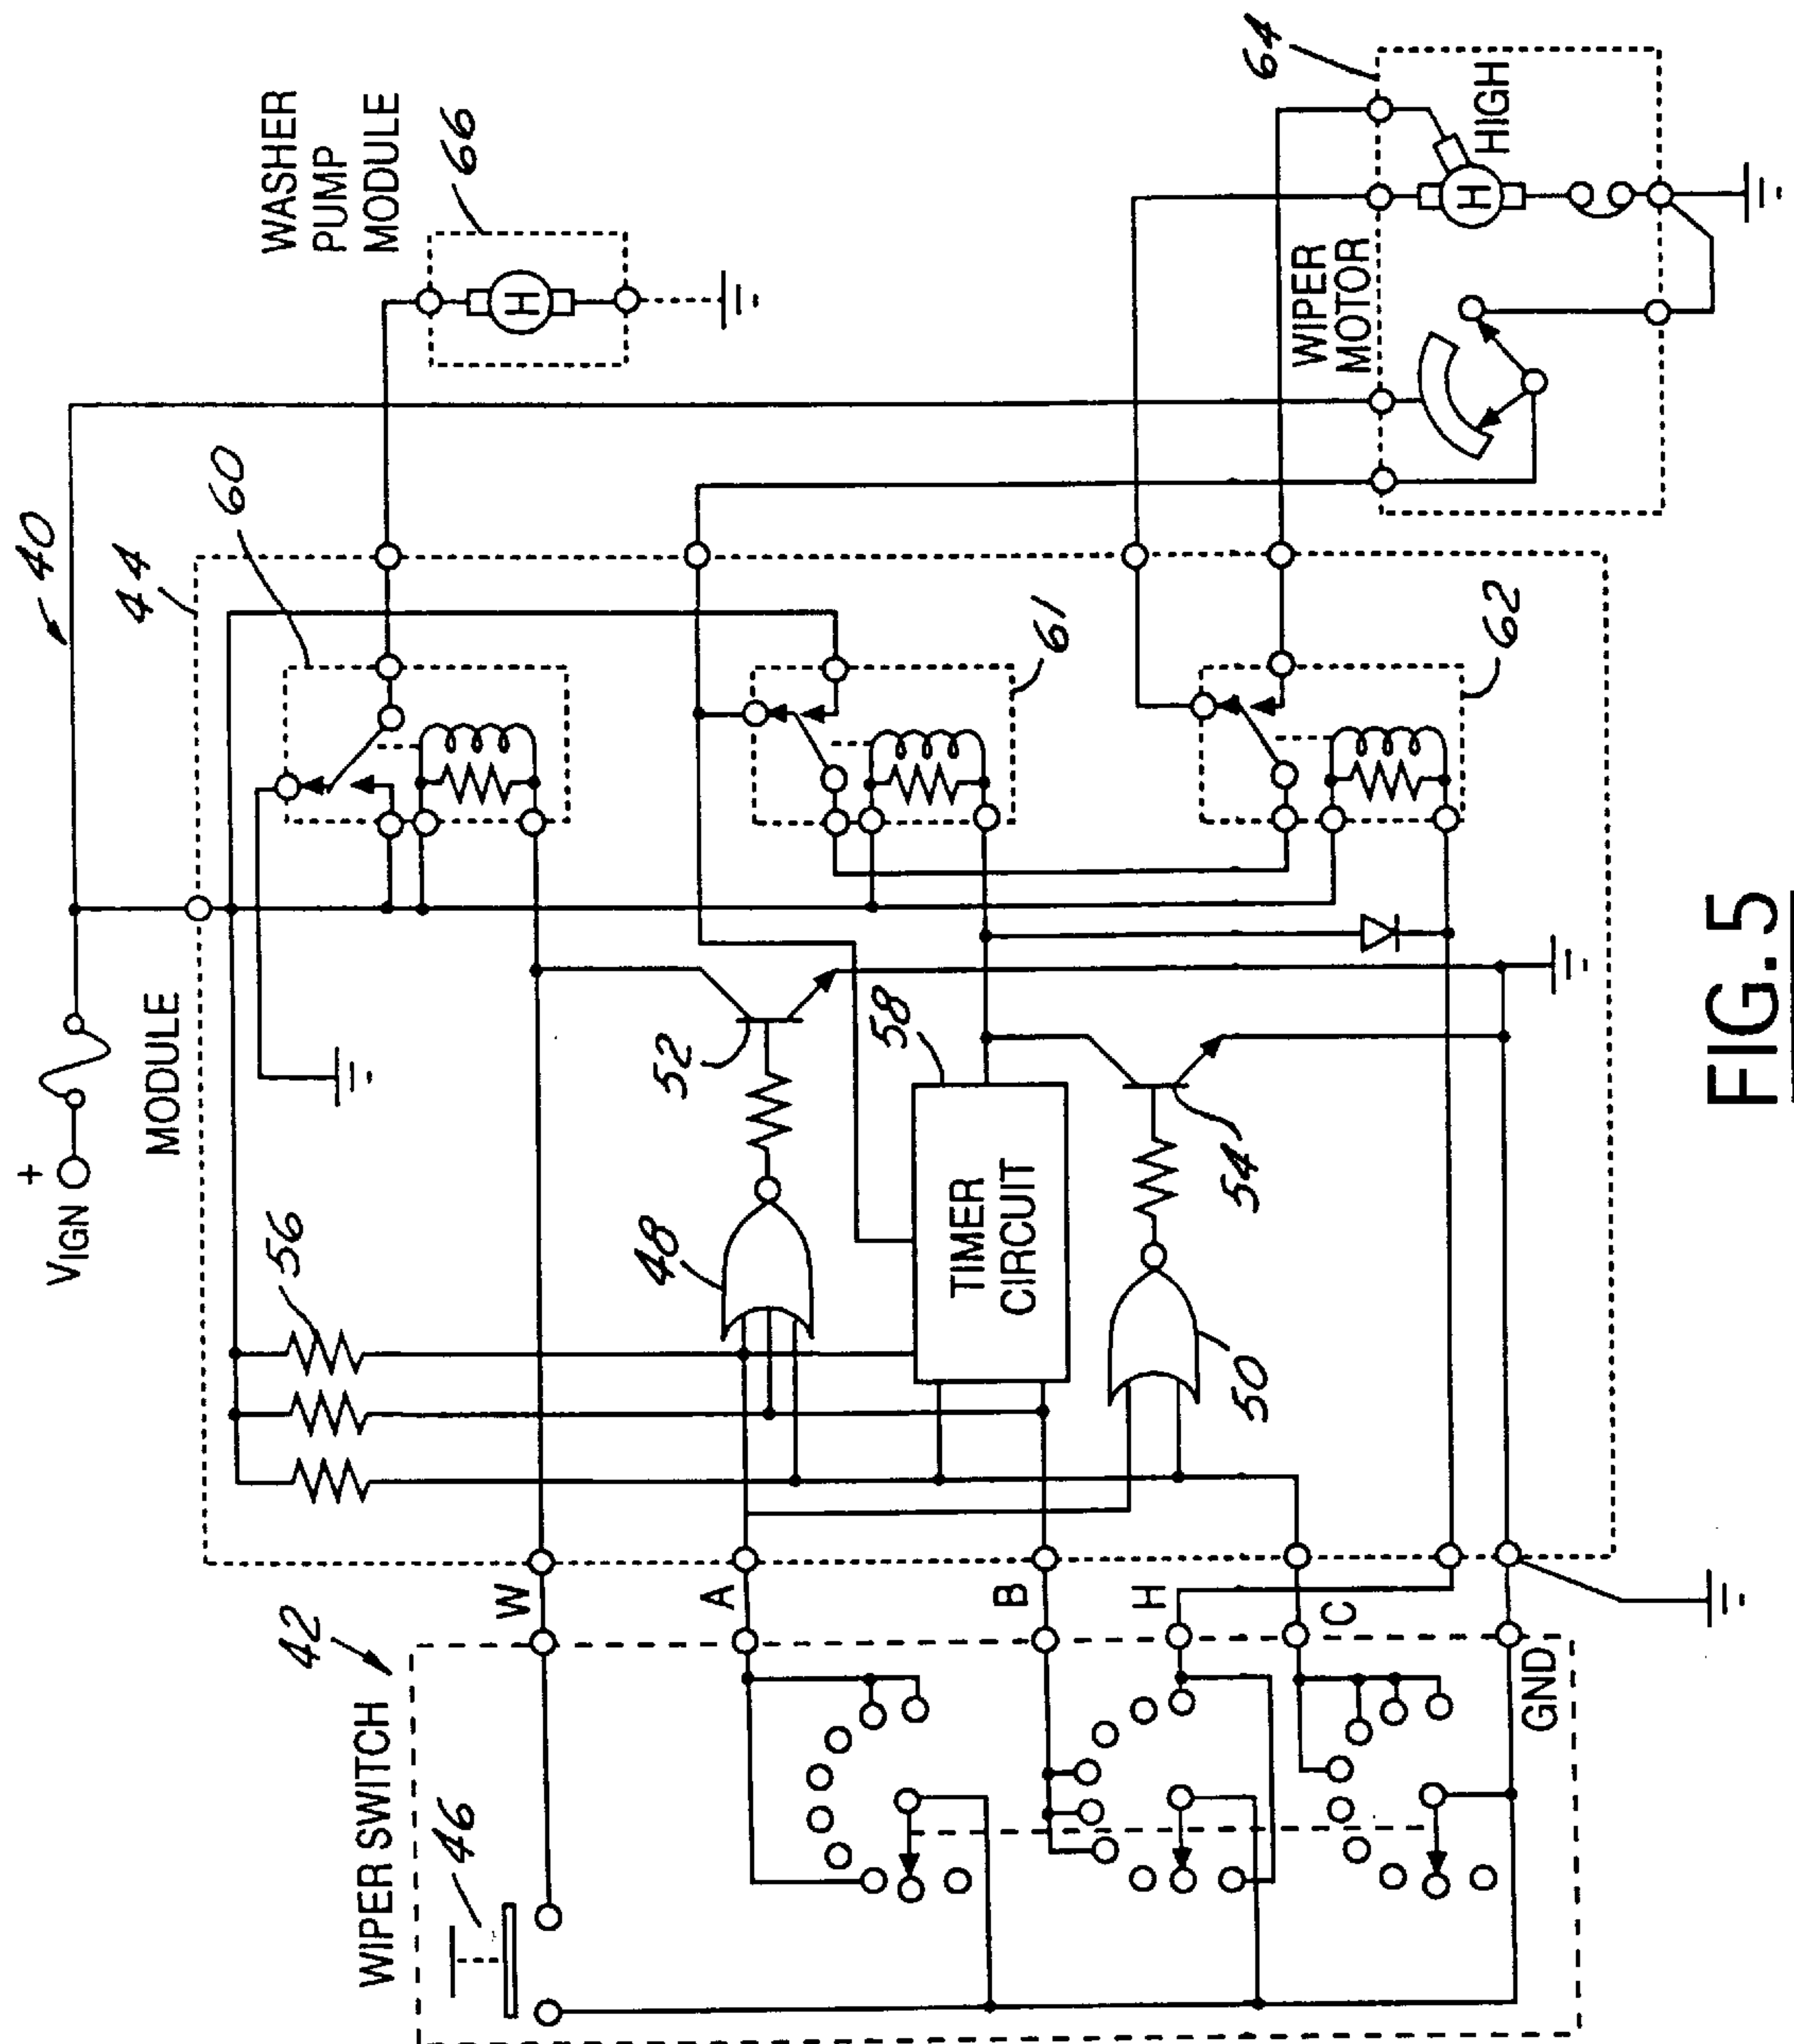 40
+
VIGN
MODULE
44
60
WASHER
PUMP
MODULE
66
56
52
48
58
TIMER
CIRCUIT
61
54
50
62
64
WIPER
MOTOR
H
HIGH
H
WIPER SWITCH
42
46
W
A
B
H
C
GND
FIG. 5